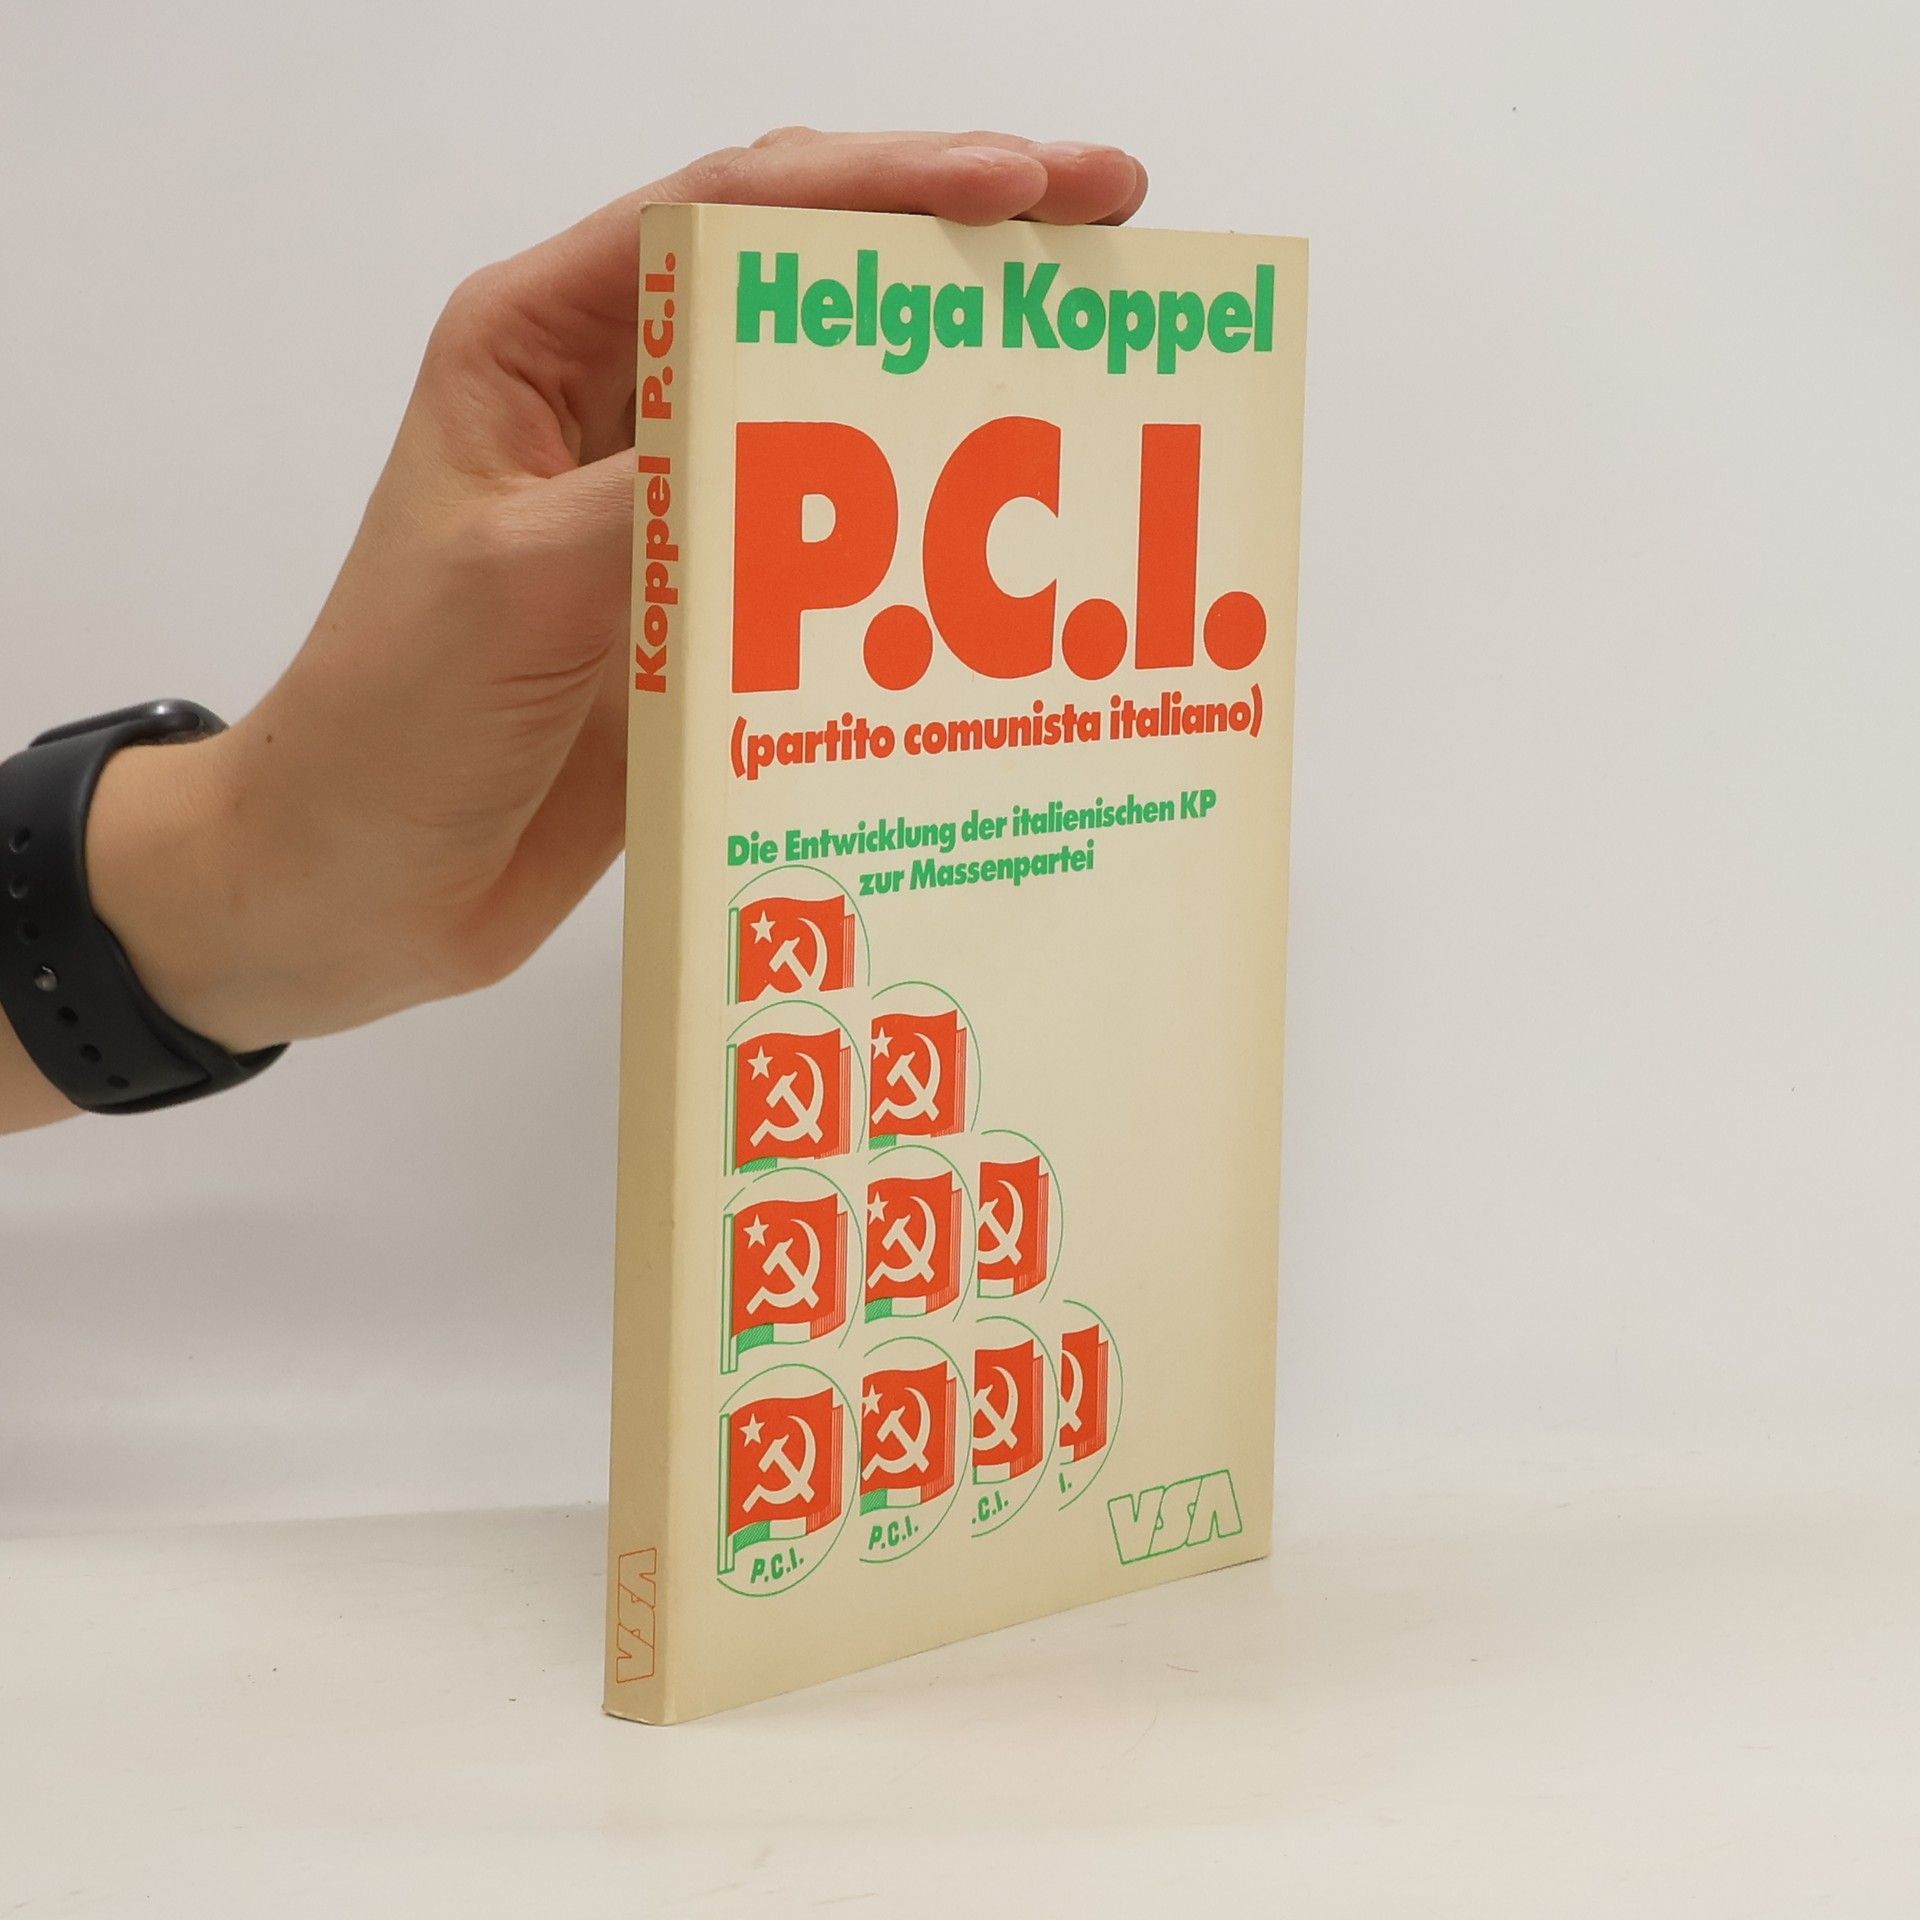 Koppel P.C.I.
VSA
Helga Koppel
P.C.I.
(partito comunista italiano)
Die Entwicklung der italienischen KP
zur Massenpartei
P.C.I.
P.C.I.
.C.I.
I.
VSA